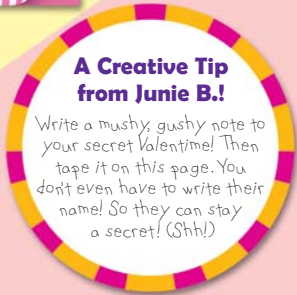 A Creative Tip
from Junie B.!
Write a mushy, gushy note to
your secret Valentime! Then
tape it on this page. You
don't even have to write their
name! So they can stay
a secret! (Shh!)